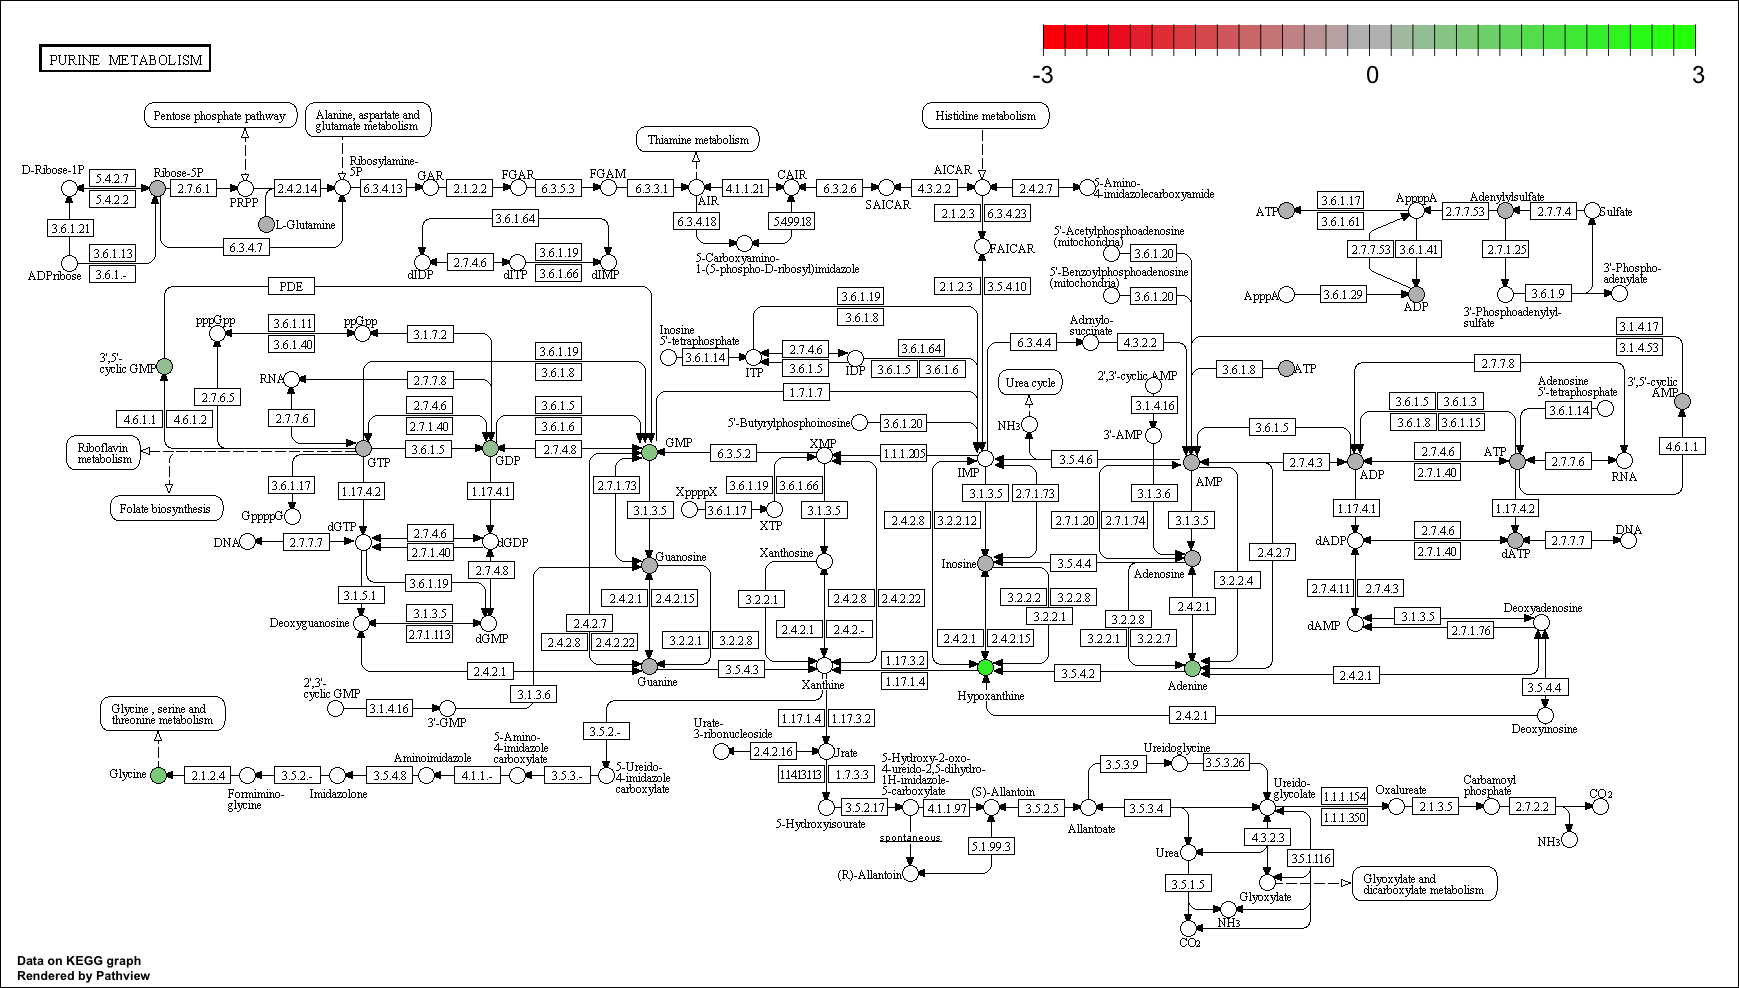 PURINE METABOLISM
-3
0
3
Pentose phosphate pathway
Alanine, aspartate and
glutamate metabolism
Thiamine metabolism
Histidine metabolism
D-Ribose-1P
5.4.2.7
5.4.2.2
Ribose-5P
2.7.6.1
PRPP
2.4.2.14
Ribosylamine-
5P
6.3.4.13
GAR
2.1.2.2
FGAR
6.3.5.3
FGAM
6.3.3.1
AIR
4.1.1.21
CAIR
6.3.2.6
SAICAR
4.3.2.2
AICAR
2.4.2.7
5-Amino-
4-imidazolecarboxyamide
3.6.1.21
ADPribose
3.6.1.13
3.6.1.-
L-Glutamine
6.3.4.7
3.6.1.64
dIDP
2.7.4.6
dITP
3.6.1.19
3.6.1.66
dIMP
6.3.4.18
5.4.99.18
5-Carboxyamino-
1-(5-phospho-D-ribosyl)imidazole
2.1.2.3
6.3.4.23
FAICAR
2.1.2.3
3.5.4.10
5'-Acetylphosphoadenosine
(mitochondria)
3.6.1.20
5'-Benzoylphosphoadenosine
(mitochondria)
3.6.1.20
ATP
3.6.1.17
3.6.1.61
AppppA
2.7.7.53
Adenylylsulfate
2.7.7.4
Sulfate
2.7.7.53
3.6.1.41
2.7.1.25
ApppA
3.6.1.29
ADP
3.6.1.9
3'-Phospho-
adenylate
3'-Phosphoadenylyl-
sulfate
PDE
pppGpp
3.6.1.11
3.6.1.40
ppGpp
3.1.7.2
3',5'-
cyclic GMP
RNA
2.7.7.8
3.6.1.19
3.6.1.8
2.7.6.5
4.6.1.1
4.6.1.2
2.7.7.6
2.7.4.6
2.7.1.40
3.6.1.5
3.6.1.6
Inosine
5'-tetraphosphate
3.6.1.14
ITP
3.6.1.19
3.6.1.8
2.7.4.6
3.6.1.5
IDP
3.6.1.64
3.6.1.5
3.6.1.6
1.7.1.7
5'-Butyrylphosphoinosine
3.6.1.20
6.3.4.4
Adrnylo-
succinate
4.3.2.2
Urea cycle
NH3
2',3'-cyclic AMP
3.1.4.16
3'-AMP
3.6.1.8
ATP
3.6.1.5
3.1.4.17
3.1.4.53
2.7.7.8
3.6.1.5
3.6.1.3
3.6.1.8
3.6.1.15
Adenosine
5'-tetraphosphate
3.6.1.14
3',5'-cyclic
AMP
4.6.1.1
Riboflavin
metabolism
Folate biosynthesis
GTP
3.6.1.5
GDP
2.7.4.8
GMP
6.3.5.2
XMP
1.1.1.205
IMP
3.5.4.6
AMP
2.7.4.3
ADP
2.7.4.6
2.7.1.40
ATP
2.7.7.6
RNA
3.6.1.17
GppppG
1.17.4.2
1.17.4.1
2.7.1.73
3.1.3.5
XppppX
3.6.1.19
3.6.1.66
3.6.1.17
XTP
3.1.3.5
3.1.3.5
2.7.1.73
2.4.2.8
3.2.2.12
3.1.3.6
2.7.1.20
2.7.1.74
3.1.3.5
2.4.2.7
1.17.4.1
1.17.4.2
DNA
2.7.7.7
dGTP
2.7.4.6
2.7.1.40
dGDP
2.7.4.8
3.6.1.19
3.1.5.1
Deoxyguanosine
3.1.3.5
2.7.1.113
dGMP
Guanosine
2.4.2.1
2.4.2.15
2.4.2.7
2.4.2.8
2.4.2.22
3.2.2.1
3.2.2.8
Xanthosine
3.2.2.1
2.4.2.8
2.4.2.22
2.4.2.1
2.4.2.-
Inosine
3.5.4.4
Adenosine
3.2.2.2
3.2.2.8
3.2.2.1
2.4.2.1
2.4.2.15
3.2.2.4
2.4.2.1
3.2.2.8
3.2.2.1
3.2.2.7
dADP
2.7.4.6
2.7.1.40
dATP
2.7.7.7
DNA
2.7.4.11
2.7.4.3
dAMP
3.1.3.5
2.7.1.76
Deoxyadenosine
2.4.2.1
Guanine
3.5.4.3
Xanthine
1.17.3.2
1.17.1.4
Hypoxanthine
3.5.4.2
Adenine
2.4.2.1
3.5.4.4
2.4.2.1
Deoxyinosine
2',3'-
cyclic GMP
3.1.4.16
3'-GMP
3.1.3.6
Glycine , serine and
threonine metabolism
Glycine
2.1.2.4
Formimino-
glycine
3.5.2.-
Imidazolone
3.5.4.8
Aminoimidazole
4.1.1.-
5-Amino-
4-imidazole
carboxylate
3.5.3.-
3.5.2.-
5-Ureido-
4-imidazole
carboxylate
1.17.1.4
1.17.3.2
Urate-
3-ribonucleoside
2.4.2.16
Urate
11413113
1.7.3.3
5-Hydroxyisourate
3.5.2.17
5-Hydroxy-2-oxo-
4-ureido-2,5-dihydro-
1H-imidazole-
5-carboxylate
4.1.1.97
spontaneous
(R)-Allantoin
(S)-Allantoin
5.1.99.3
3.5.2.5
Allantoate
3.5.3.9
Ureidoglycine
3.5.3.26
3.5.3.4
Ureido-
glycolate
1.1.1.154
1.1.1.350
Oxalureate
2.1.3.5
Carbamoyl
phosphate
2.7.2.2
CO2
NH3
Urea
4.3.2.3
3.5.1.116
3.5.1.5
Glyoxylate
Glyoxylate and
dicarboxylate metabolism
NH3
CO2
Data on KEGG graph
Rendered by Pathview